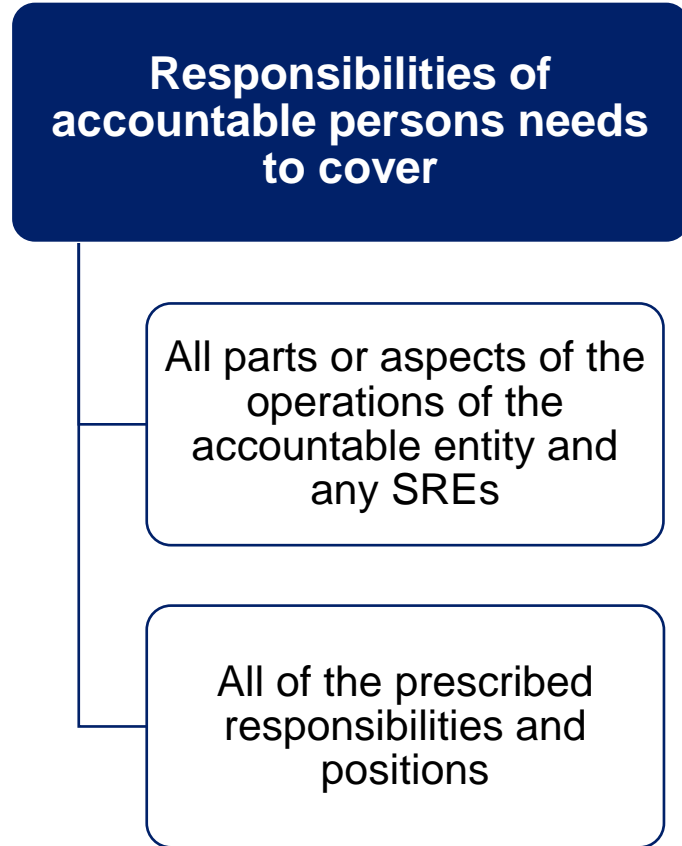 Responsibilities of
accountable persons needs
to cover
All parts or aspects of the
operations of the
accountable entity and
any SREs
All of the prescribed
responsibilities and
positions